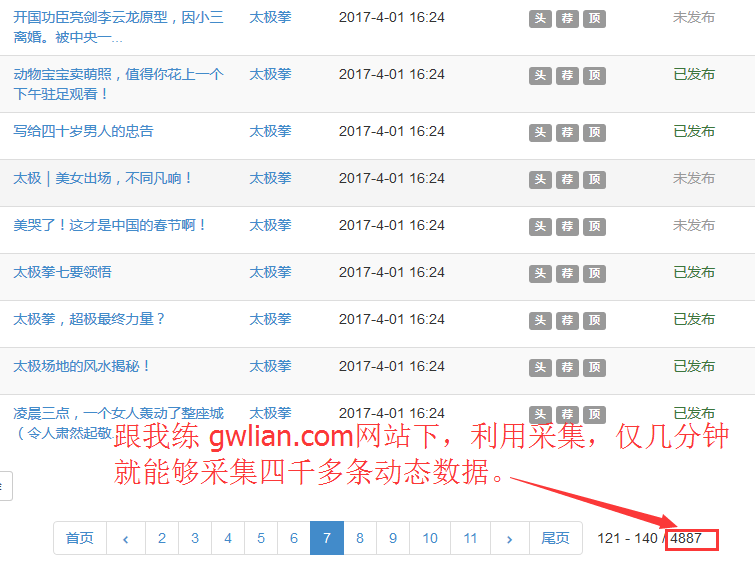 开国功臣亮剑李云龙原型，因小三 太极拳 2017-4-01 16:24 头 荐 顶 未发布
离婚。被中央一...
动物宝宝卖萌照，值得你花上一个 太极拳 2017-4-01 16:24 头 荐 顶 已发布
下午驻足观看！
写给四十岁男人的忠告 太极拳 2017-4-01 16:24 头 荐 顶 已发布
太极 | 美女出场，不同凡响！ 太极拳 2017-4-01 16:24 头 荐 顶 未发布
美哭了！这才是中国的春节啊！ 太极拳 2017-4-01 16:24 头 荐 顶 未发布
太极拳七要领悟 太极拳 2017-4-01 16:24 头 荐 顶 已发布
太极拳，超极最终力量？ 太极拳 2017-4-01 16:24 头 荐 顶 已发布
太极场地的风水揭秘！ 太极拳 2017-4-01 16:24 头 荐 顶 已发布
凌晨三点，一个女人轰动了整座城 太极拳 2017-4-01 16:24 头 荐 顶 已发布
（令人肃然起敬
跟我练 gwlian.com网站下，利用采集，仅几分钟
就能够采集四千多条动态数据。
首页 ‹ 2 3 4 5 6 7 8 9 10 11 › 尾页 121 - 140 / 4887